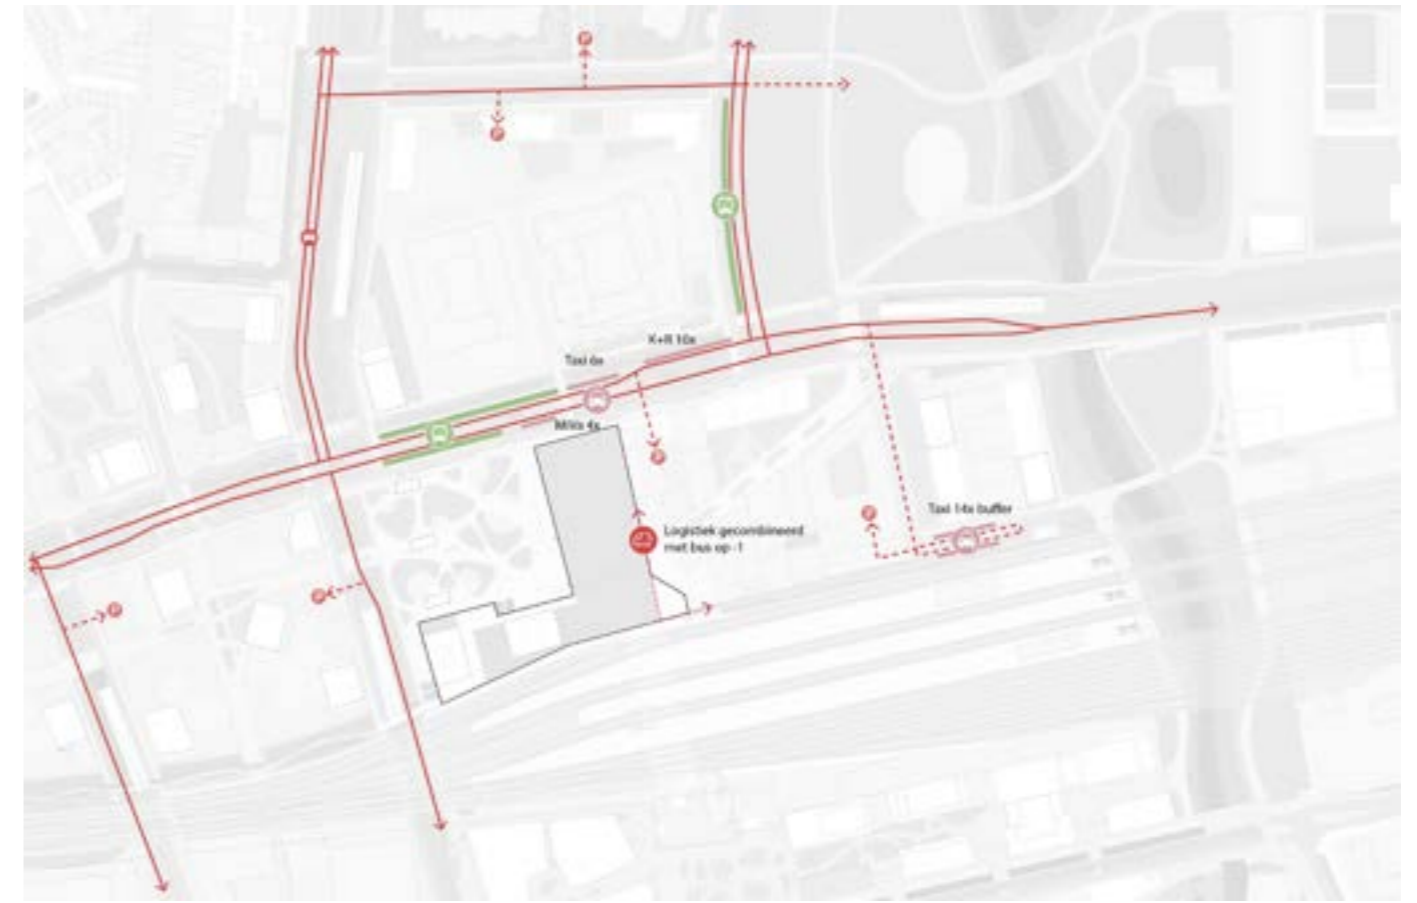 K+R 10x
Taxi 6x
MiVa 4x
Taxi 14x buffer
Logistiek gecombineerd
met bus op -1